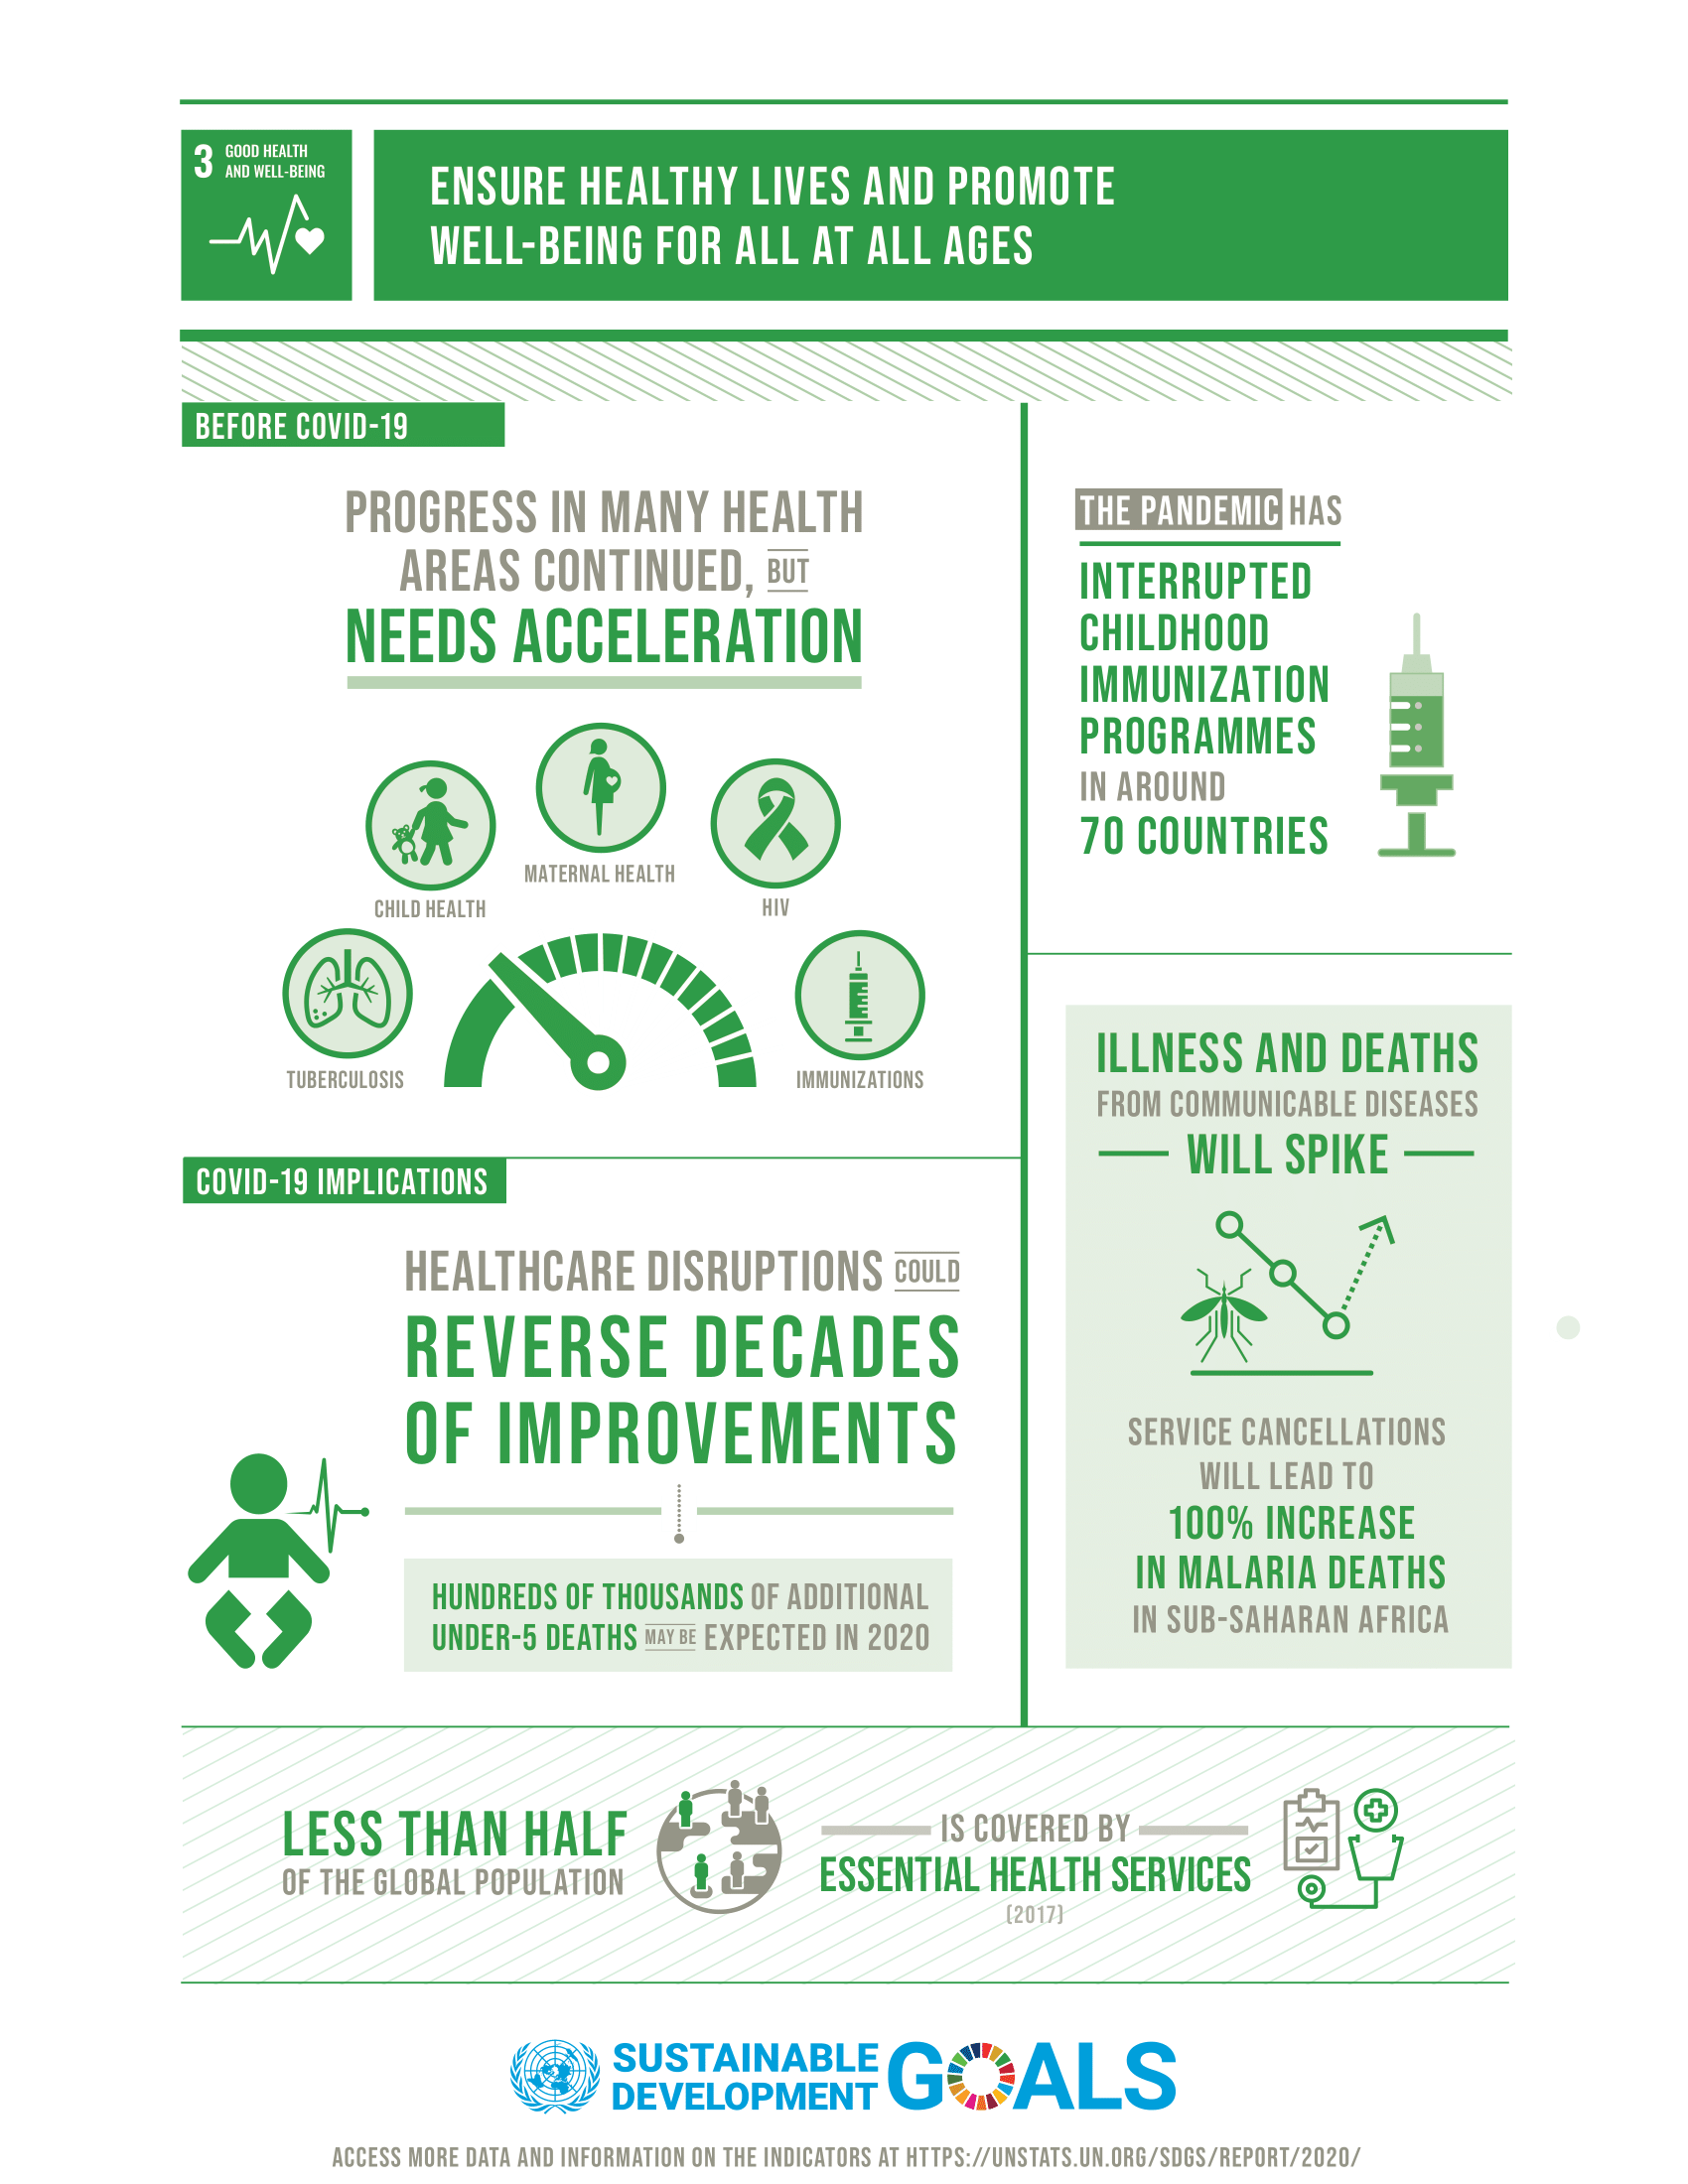 3 GOOD HEALTH
AND WELL-BEING
ENSURE HEALTHY LIVES AND PROMOTE
WELL-BEING FOR ALL AT ALL AGES
BEFORE COVID-19
PROGRESS IN MANY HEALTH
AREAS CONTINUED, BUT
NEEDS ACCELERATION
MATERNAL HEALTH
CHILD HEALTH
HIV
TUBERCULOSIS
IMMUNIZATIONS
THE PANDEMIC HAS
INTERRUPTED
CHILDHOOD
IMMUNIZATION
PROGRAMMES
IN AROUND
70 COUNTRIES
COVID-19 IMPLICATIONS
HEALTHCARE DISRUPTIONS COULD
REVERSE DECADES
OF IMPROVEMENTS
HUNDREDS OF THOUSANDS OF ADDITIONAL
UNDER-5 DEATHS MAY BE EXPECTED IN 2020
ILLNESS AND DEATHS
FROM COMMUNICABLE DISEASES
WILL SPIKE
SERVICE CANCELLATIONS
WILL LEAD TO
100% INCREASE
IN MALARIA DEATHS
IN SUB-SAHARAN AFRICA
LESS THAN HALF
OF THE GLOBAL POPULATION
IS COVERED BY
ESSENTIAL HEALTH SERVICES
(2017)
SUSTAINABLE
DEVELOPMENT GOALS
ACCESS MORE DATA AND INFORMATION ON THE INDICATORS AT HTTPS://UNSTATS.UN.ORG/SDGS/REPORT/2020/